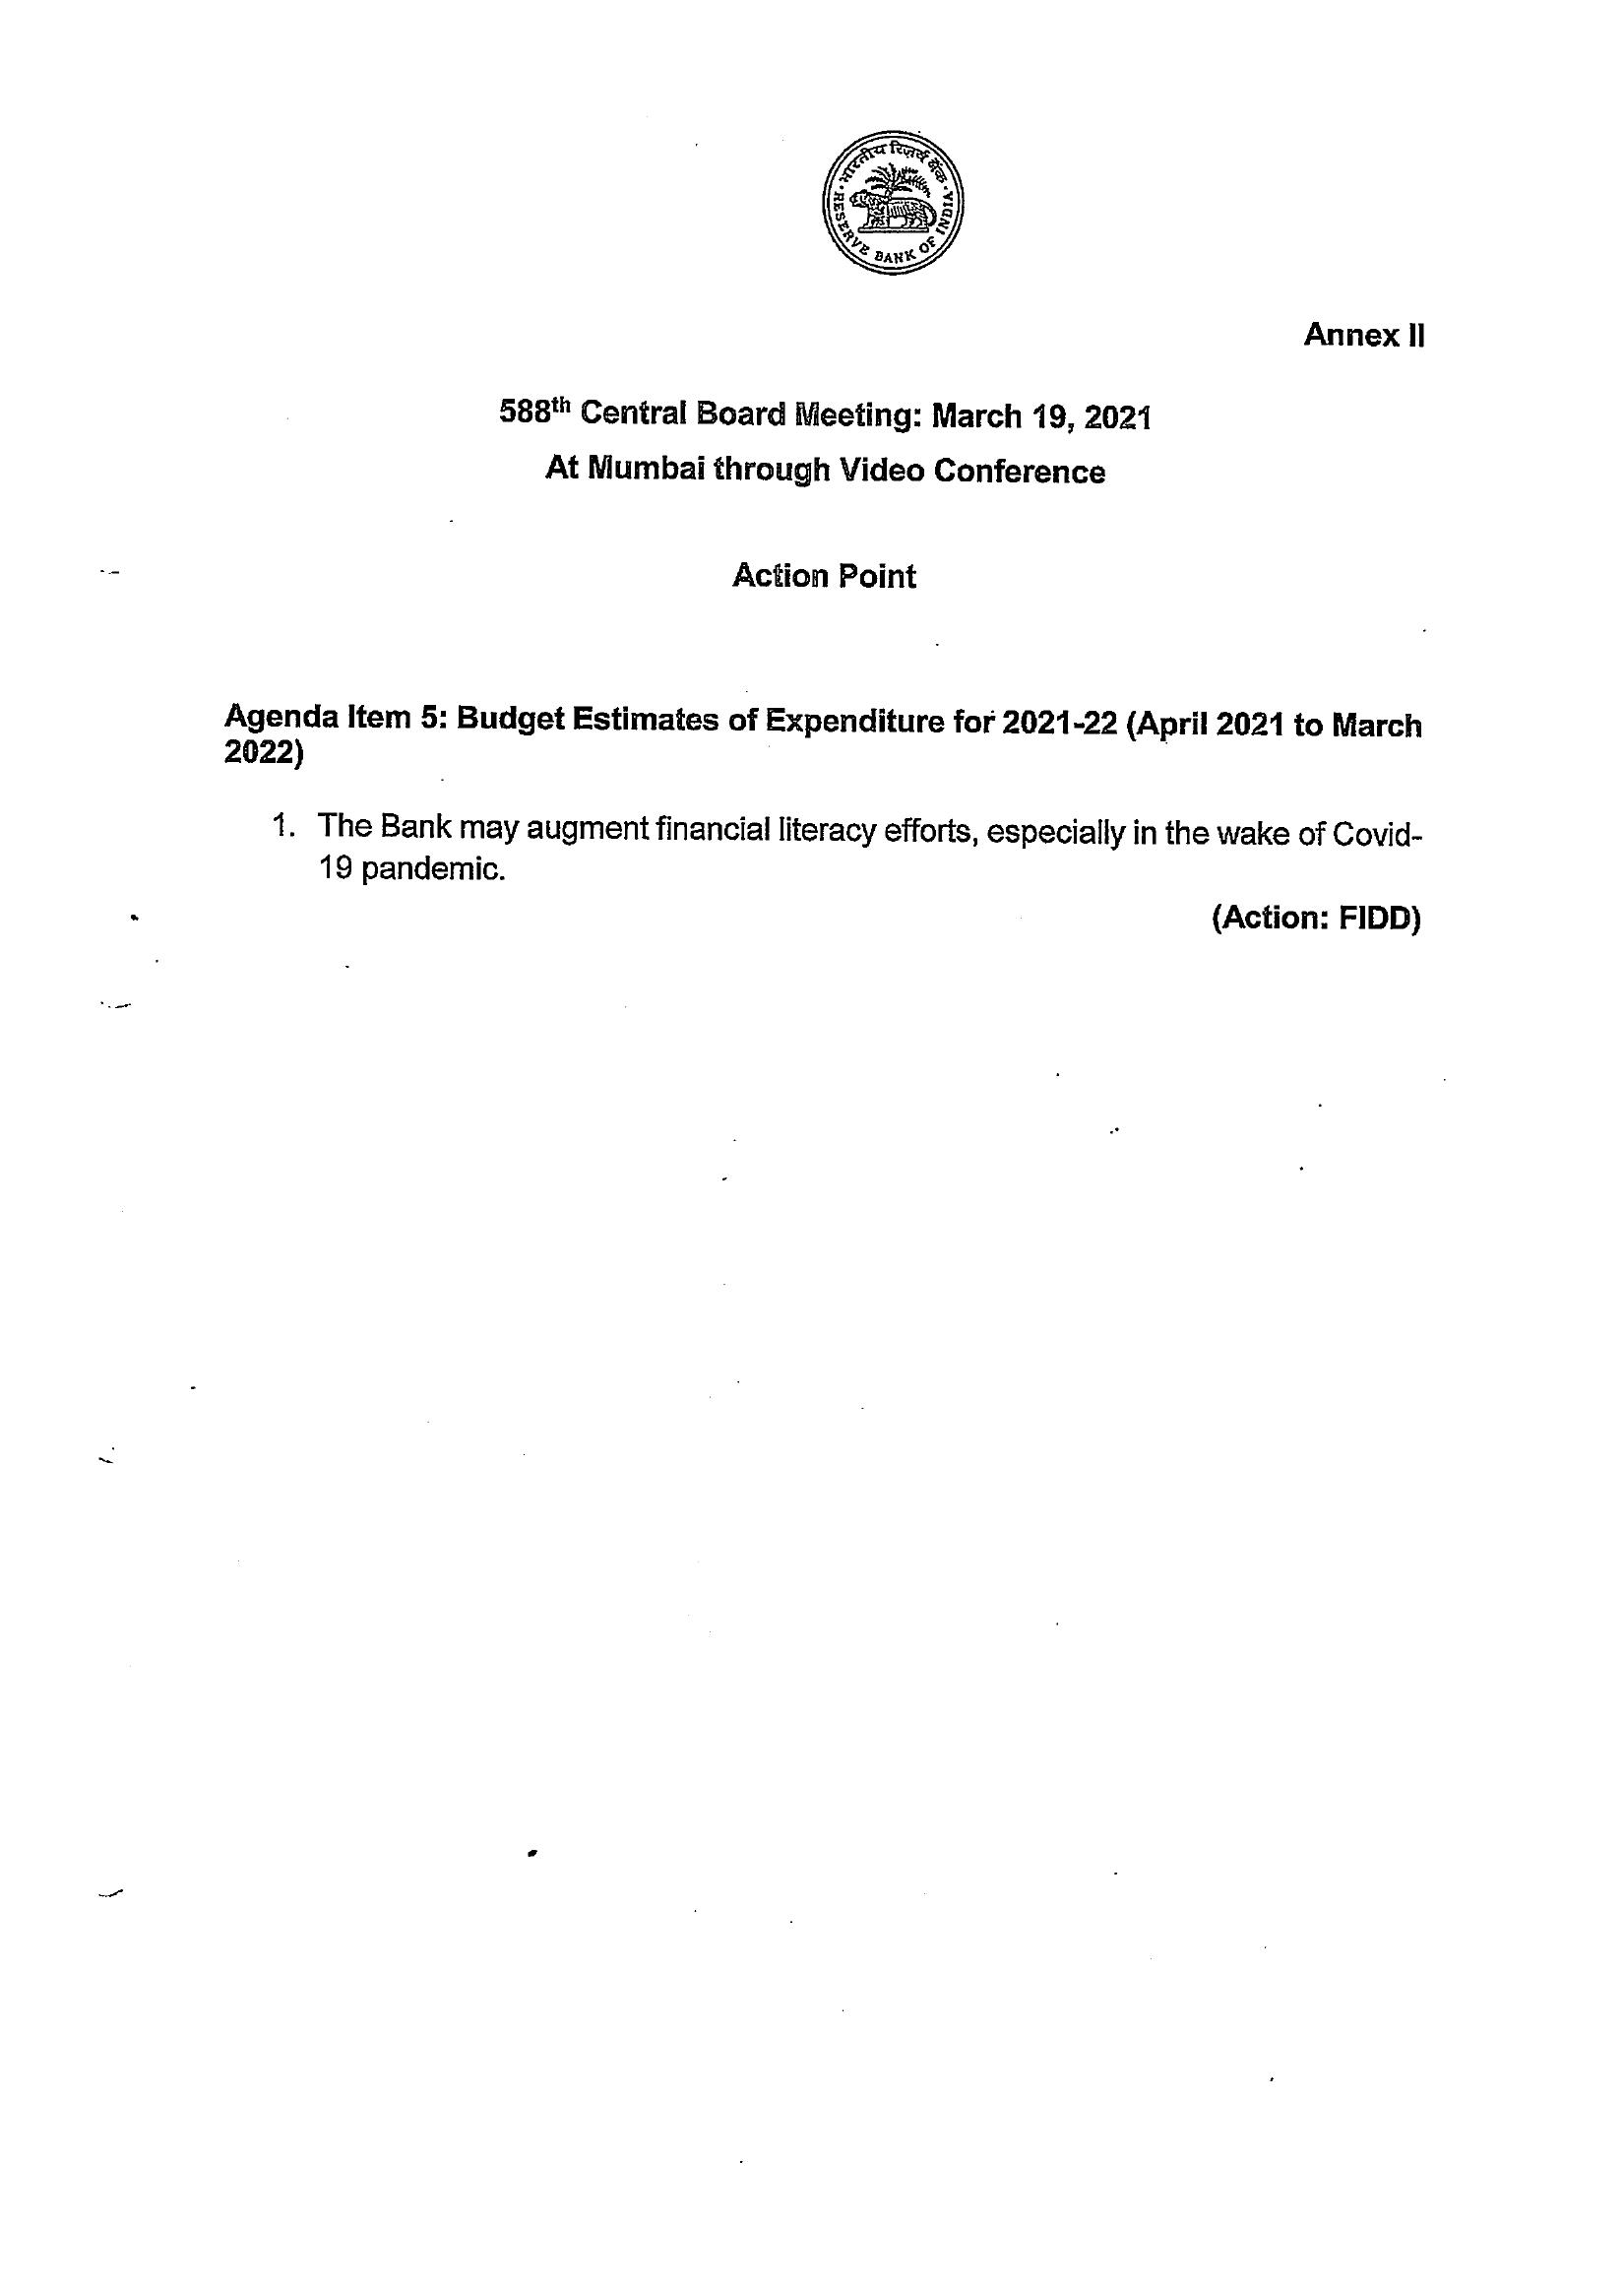 भारतीय रिज़र्व बैंक
RESERVE BANK OF INDIA
Annex II
588th Central Board Meeting: March 19, 2021
At Mumbai through Video Conference
Action Point
Agenda Item 5: Budget Estimates of Expenditure for 2021-22 (April 2021 to March
2022)
1. The Bank may augment financial literacy efforts, especially in the wake of Covid-
19 pandemic.
(Action: FIDD)